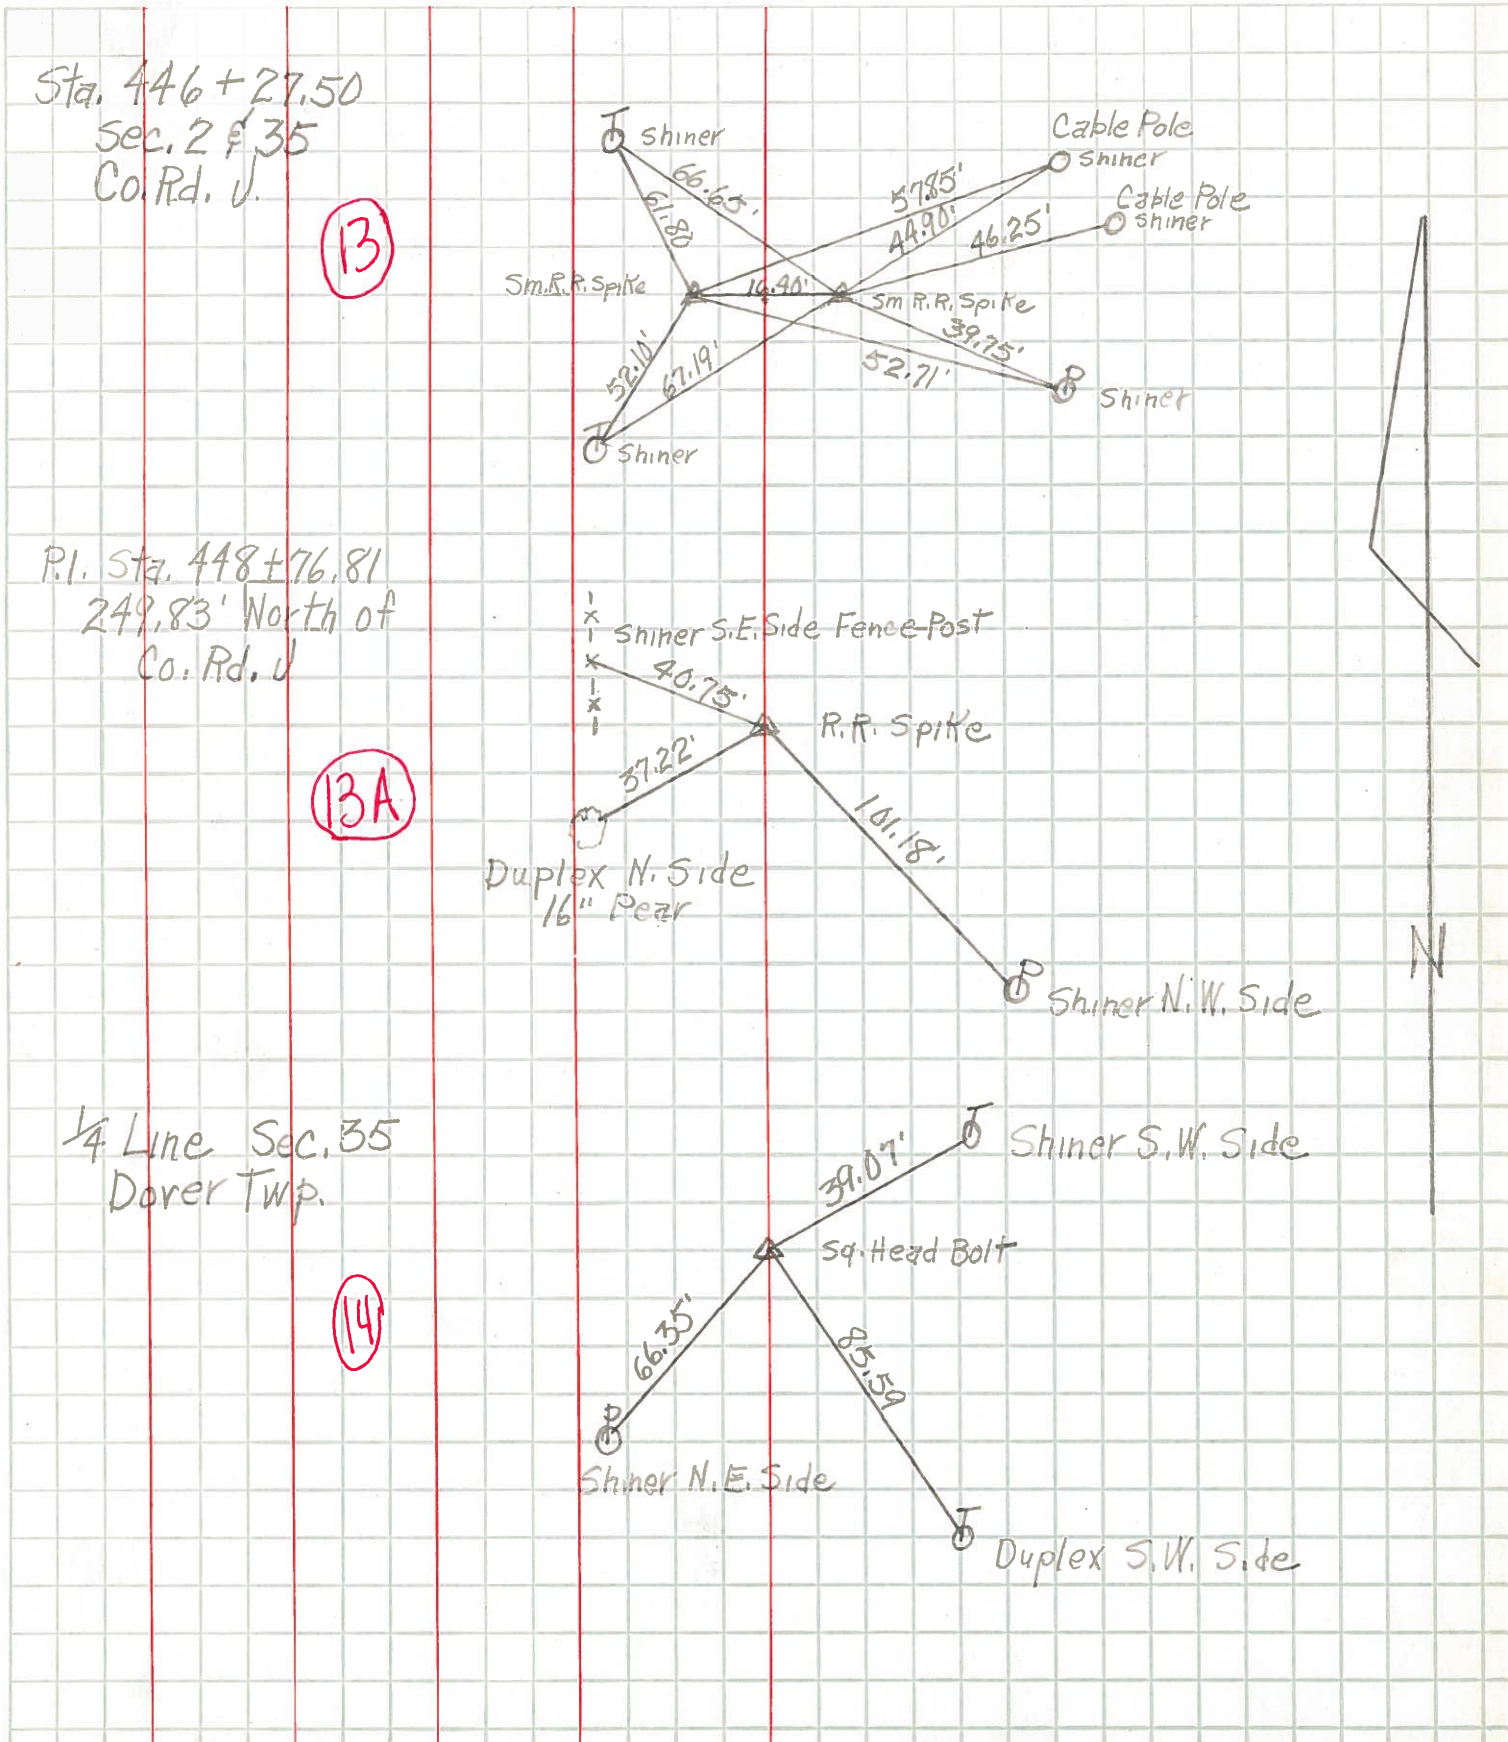 Sta. 446+27.50
Sec. 2 & 35
Co. Rd. J.
13
T
Shiner
Cable Pole
Shiner
Cable Pole
Shiner
66.65'
61.80
57.85'
44.90'
46.25'
Sm. R.R. Spike
16.40'
Sm R.R. Spike
39.75'
52.71'
52.10'
67.19'
P
Shiner
T
Shiner
P.I. Sta. 448+76.81
249.83' North of
Co. Rd. J
Shiner S.E. Side Fence-Post
40.75'
R.R. Spike
37.22'
13A
101.18'
Duplex N. Side
16" Pear
P
Shiner N.W. Side
N
1/4 Line Sec. 35
Dover Twp.
T
Shiner S.W. Side
39.07'
Sq. Head Bolt
14
66.35'
85.59
P
Shiner N.E. Side
T
Duplex S.W. Side